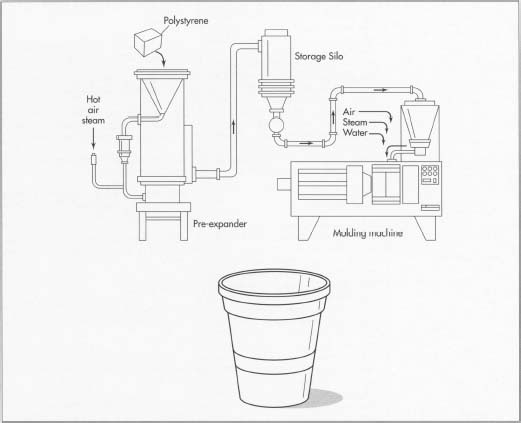 Polystyrene
Storage Silo
Hot
air
steam
Air
Steam
Water
Pre-expander
Molding machine